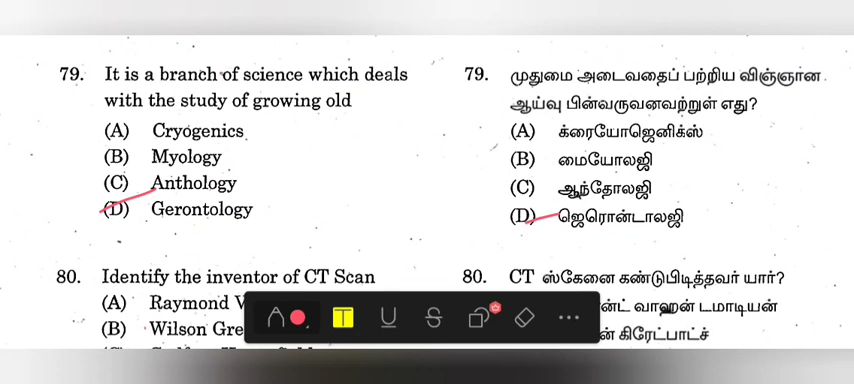 79. It is a branch of science which deals
with the study of growing old
(A) Cryogenics
(B) Myology
(C) Anthology
(D) Gerontology
80. Identify the inventor of CT Scan
(A) Raymond V
(B) Wilson Gre
79. முதுமை அடைவதைப் பற்றிய விஞ்ஞான
ஆய்வு பின்வருவனவற்றுள் எது?
(A) க்ரையோஜெனிக்ஸ்
(B) மையோலஜி
(C) ஆந்தோலஜி
(D) ஜெரொன்டாலஜி
80. CT ஸ்கேனை கண்டுபிடித்தவர் யார்?
ன்ட் வாஹன் டமாடியன்
ன் கிரேட்பாட்ச்